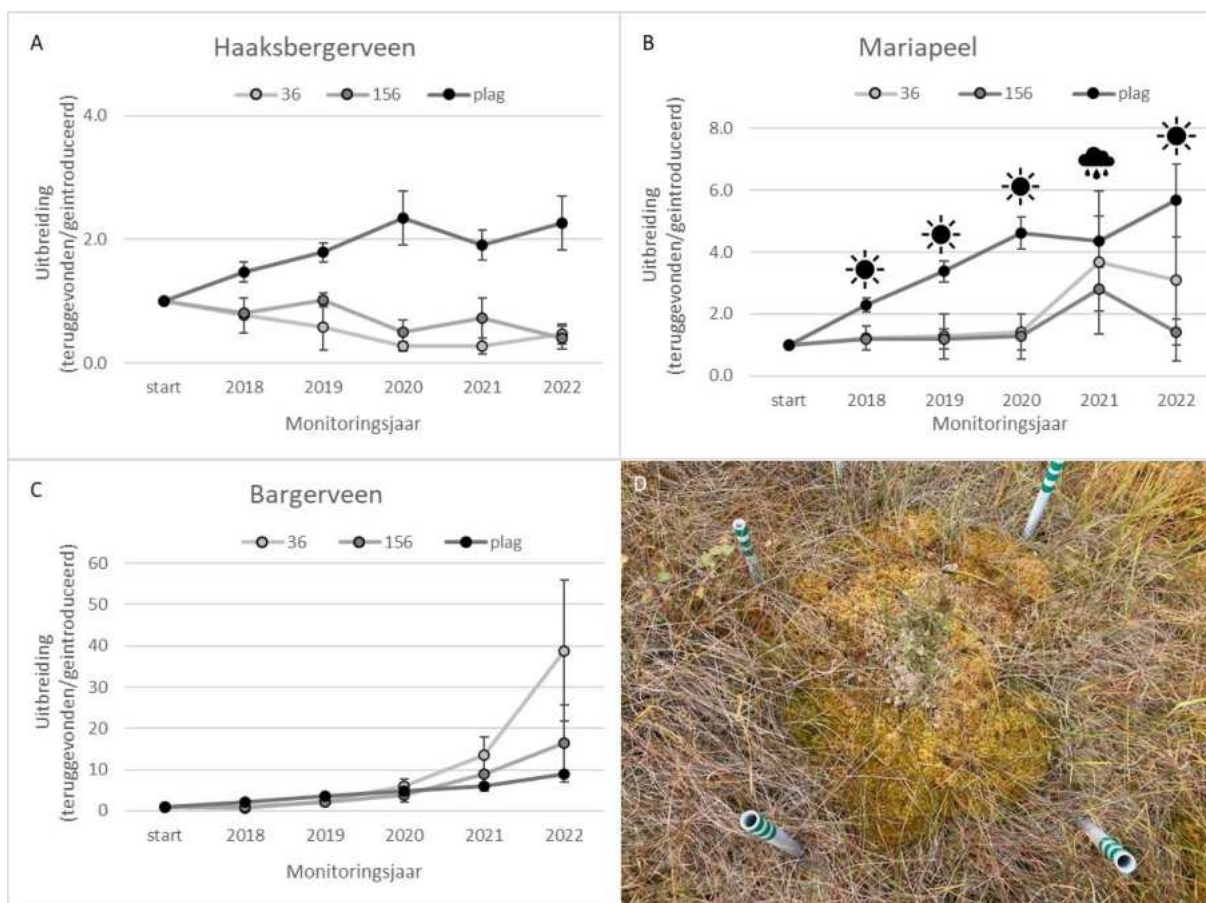 A
Haaksbergerveen
36 156 plag
Uitbreiding
(teruggevonden/geintroduceerd)
4.0
2.0
0.0
start 2018 2019 2020 2021 2022
Monitoringsjaar
B
Mariapeel
36 156 plag
Uitbreiding
(teruggevonden/geintroduceerd)
8.0
6.0
4.0
2.0
0.0
start 2018 2019 2020 2021 2022
Monitoringsjaar
C
Bargerveen
36 156 plag
Uitbreiding
(teruggevonden/geintroduceerd)
60
50
40
30
20
10
0
start 2018 2019 2020 2021 2022
Monitoringsjaar
D